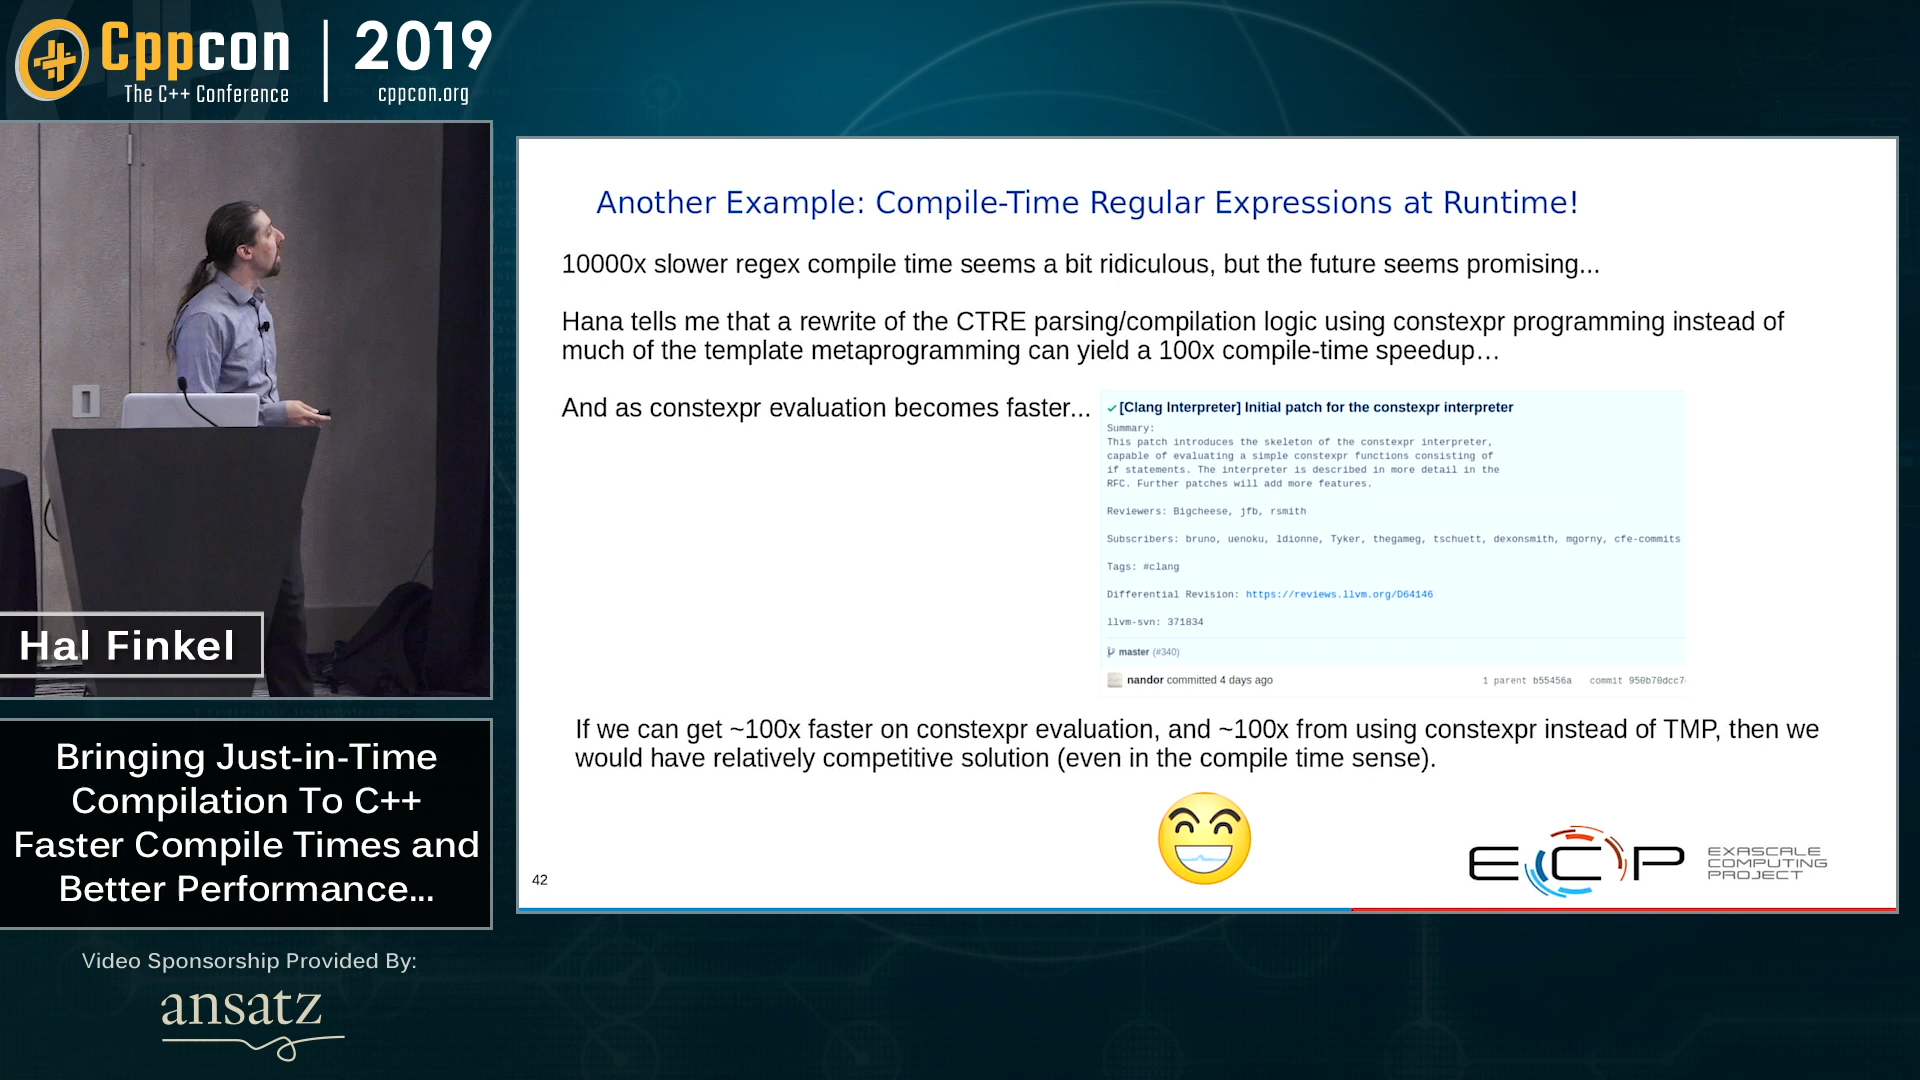 Cppcon
The C++ Conference
2019
cppcon.org
Hal Finkel
Bringing Just-in-Time
Compilation To C++
Faster Compile Times and
Better Performance...
Video Sponsorship Provided By:
ansatz
Another Example: Compile-Time Regular Expressions at Runtime!
10000x slower regex compile time seems a bit ridiculous, but the future seems promising...
Hana tells me that a rewrite of the CTRE parsing/compilation logic using constexpr programming instead of
much of the template metaprogramming can yield a 100x compile-time speedup…
And as constexpr evaluation becomes faster...
[Clang Interpreter] Initial patch for the constexpr interpreter
Summary:
This patch introduces the skeleton of the constexpr interpreter,
capable of evaluating a simple constexpr functions consisting of
if statements. The interpreter is described in more detail in the
RFC. Further patches will add more features.
Reviewers: Bigcheese, jfb, rsmith
Subscribers: bruno, uenoku, ldionne, Tyker, thegameg, tschuett, dexonsmith, mgorny, cfe-commits
Tags: #clang
Differential Revision: https://reviews.llvm.org/D64146
llvm-svn: 371834
master (#340)
nandor committed 4 days ago 1 parent b55456a commit 950b70dcc7
If we can get ~100x faster on constexpr evaluation, and ~100x from using constexpr instead of TMP, then we
would have relatively competitive solution (even in the compile time sense).
42
ECP
EXASCALE
COMPUTING
PROJECT